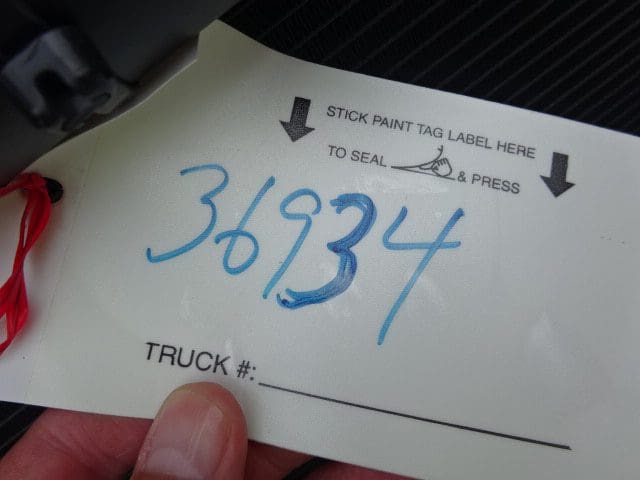 STICK PAINT TAG LABEL HERE
TO SEAL & PRESS
36934
TRUCK #: